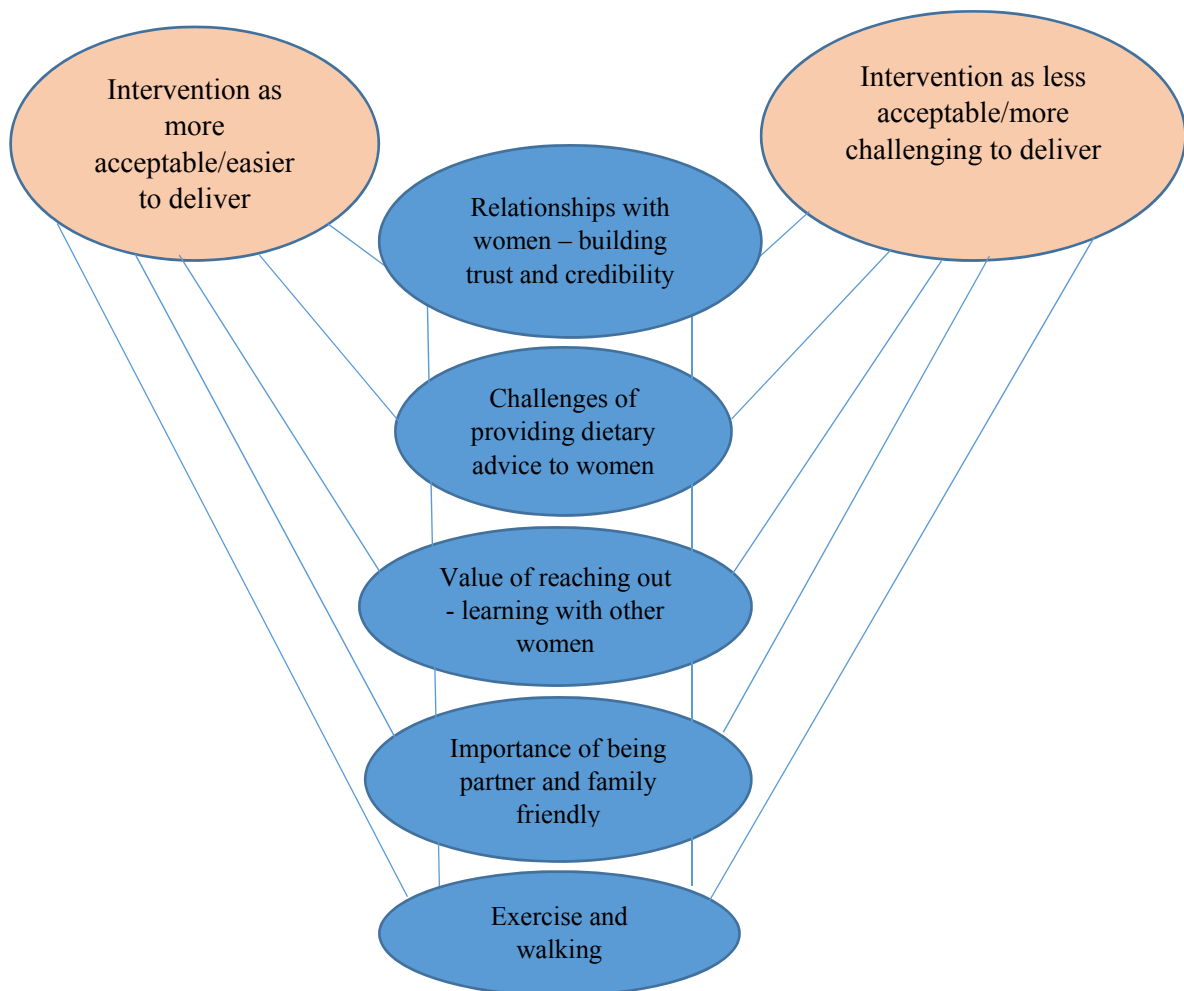 Intervention as
more
acceptable/easier
to deliver
Intervention as less
acceptable/more
challenging to deliver
Relationships with
women – building
trust and credibility
Challenges of
providing dietary
advice to women
Value of reaching out
- learning with other
women
Importance of being
partner and family
friendly
Exercise and
walking